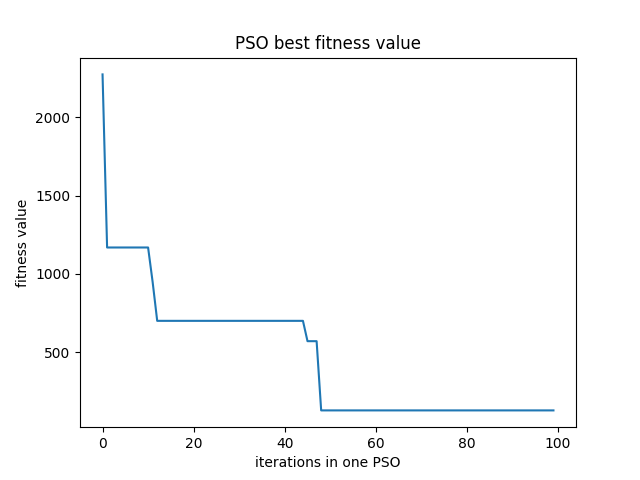 PSO best fitness value
fitness value
2000
1500
1000
500
0 20 40 60 80 100
iterations in one PSO